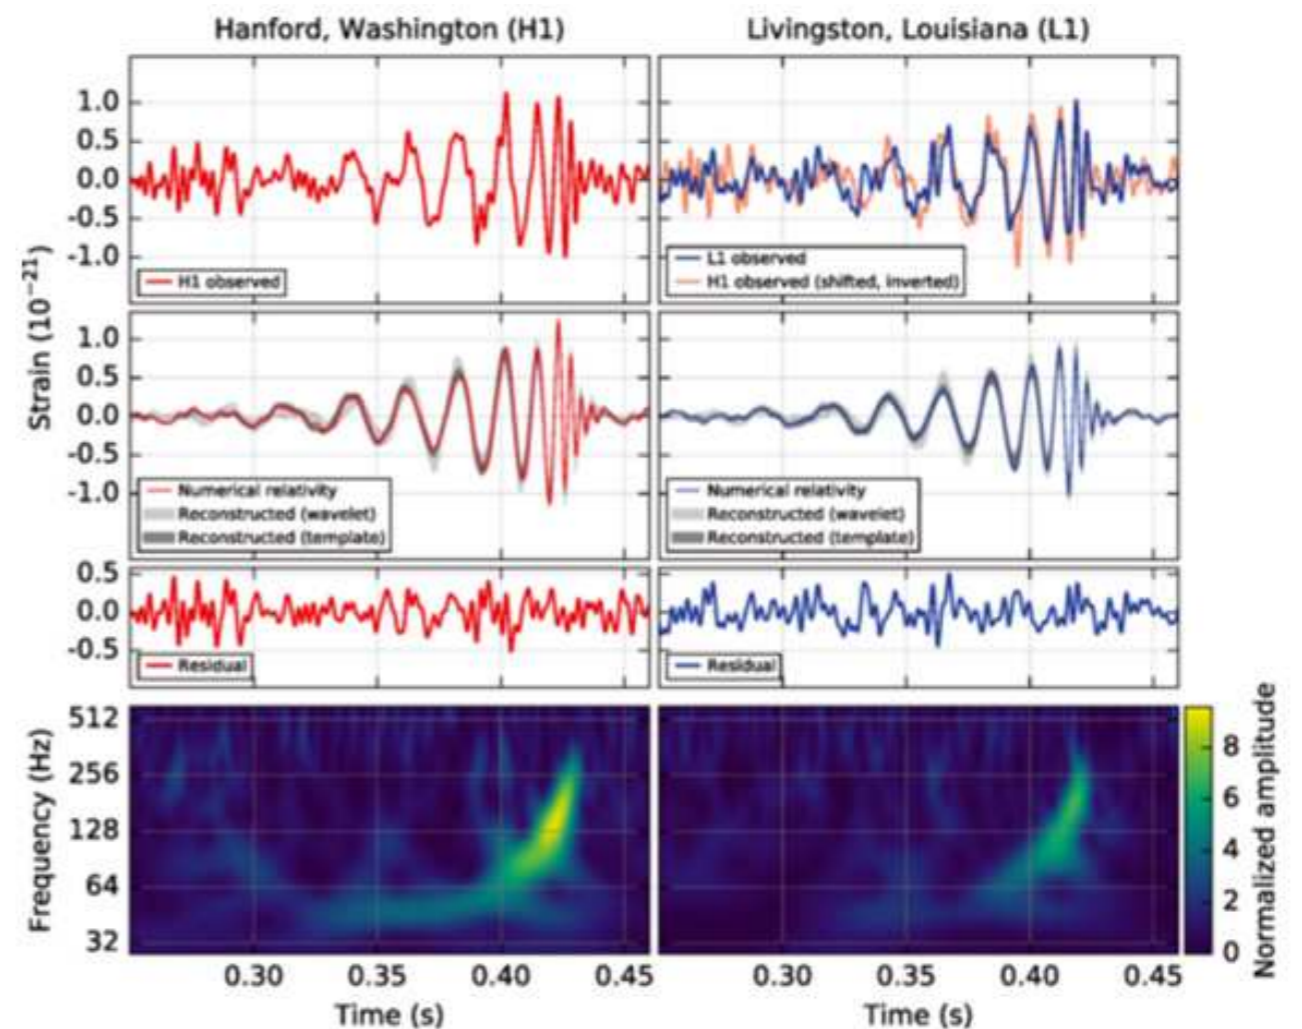 Hanford, Washington (H1)
Livingston, Louisiana (L1)
Strain (10⁻²¹)
1.0
0.5
0.0
-0.5
-1.0
H1 observed
L1 observed
H1 observed (shifted, inverted)
1.0
0.5
0.0
-0.5
-1.0
Numerical relativity
Reconstructed (wavelet)
Reconstructed (template)
Numerical relativity
Reconstructed (wavelet)
Reconstructed (template)
0.5
0.0
-0.5
Residual
Residual
Frequency (Hz)
512
256
128
64
32
Normalized amplitude
8
6
4
2
0
0.30 0.35 0.40 0.45
0.30 0.35 0.40 0.45
Time (s)
Time (s)